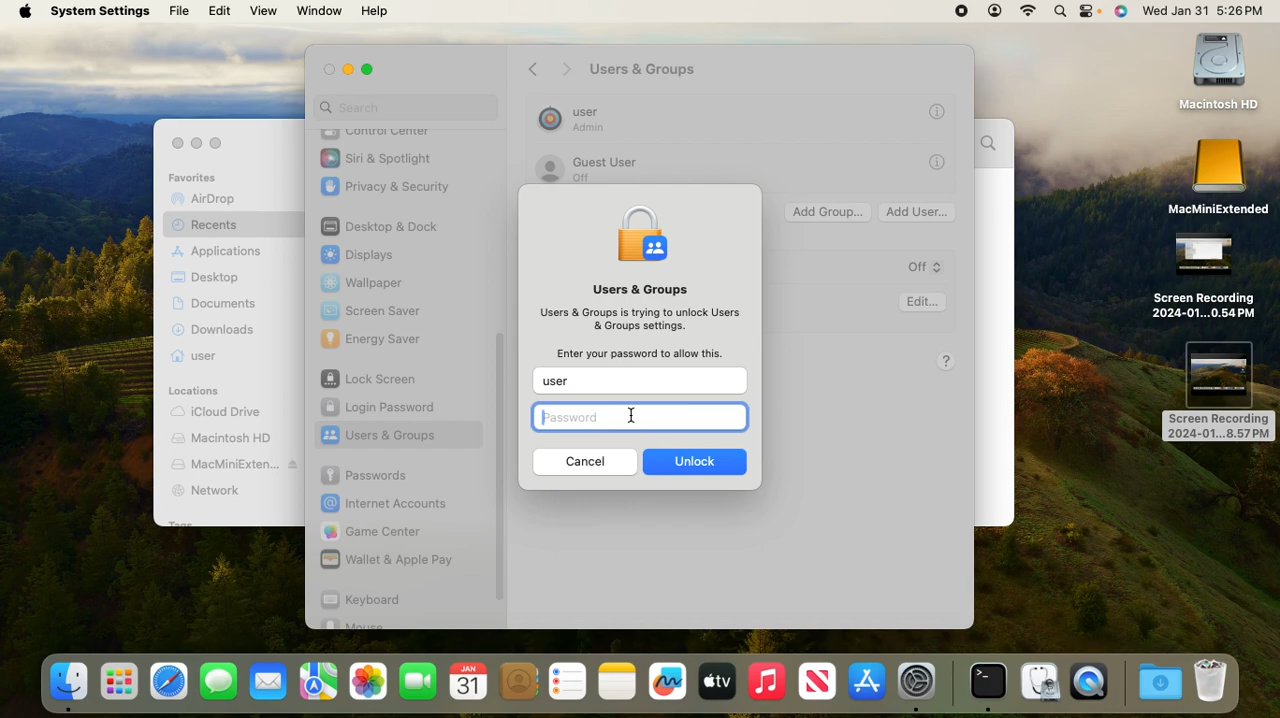 System Settings File Edit View Window Help Wed Jan 31 5:26 PM
Users & Groups
Search
Control Center
Siri & Spotlight
Privacy & Security
Desktop & Dock
Displays
Wallpaper
Screen Saver
Energy Saver
Lock Screen
Login Password
Users & Groups
Passwords
Internet Accounts
Game Center
Wallet & Apple Pay
Keyboard
Mouse
user
Admin
Guest User
Off
Add Group... Add User...
Off
Edit...
?
Users & Groups
Users & Groups is trying to unlock Users
& Groups settings.
Enter your password to allow this.
user
Password
Cancel Unlock
Favorites
AirDrop
Recents
Applications
Desktop
Documents
Downloads
user
Locations
iCloud Drive
Macintosh HD
MacMiniExten...
Network
Tags
Macintosh HD
MacMiniExtended
Screen Recording
2024-01...0.54 PM
Screen Recording
2024-01...8.57 PM
JAN
31
tv